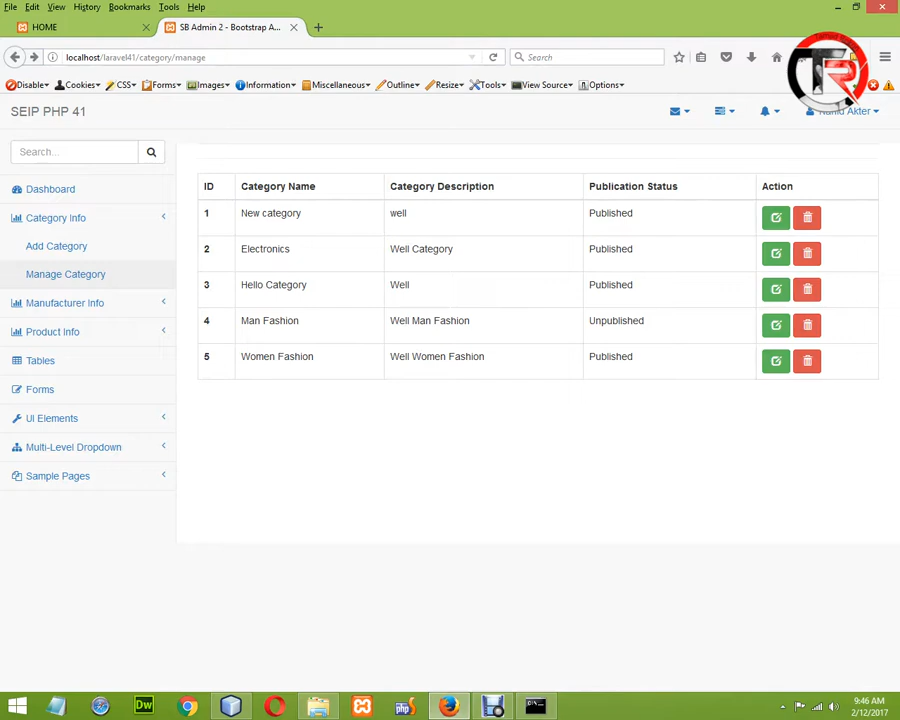 File Edit View History Bookmarks Tools Help
HOME
SB Admin 2 - Bootstrap A...
localhost/laravel41/category/manage
Search
Disable Cookies CSS Forms Images Information Miscellaneous Outline Resize Tools View Source Options
SEIP PHP 41
Akter
Search...
Dashboard
Category Info
Add Category
Manage Category
Manufacturer Info
Product Info
Tables
Forms
UI Elements
Multi-Level Dropdown
Sample Pages
ID Category Name Category Description Publication Status Action
1 New category well Published
2 Electronics Well Category Published
3 Hello Category Well Published
4 Man Fashion Well Man Fashion Unpublished
5 Women Fashion Well Women Fashion Published
Dw
php
9:46 AM
2/12/2017